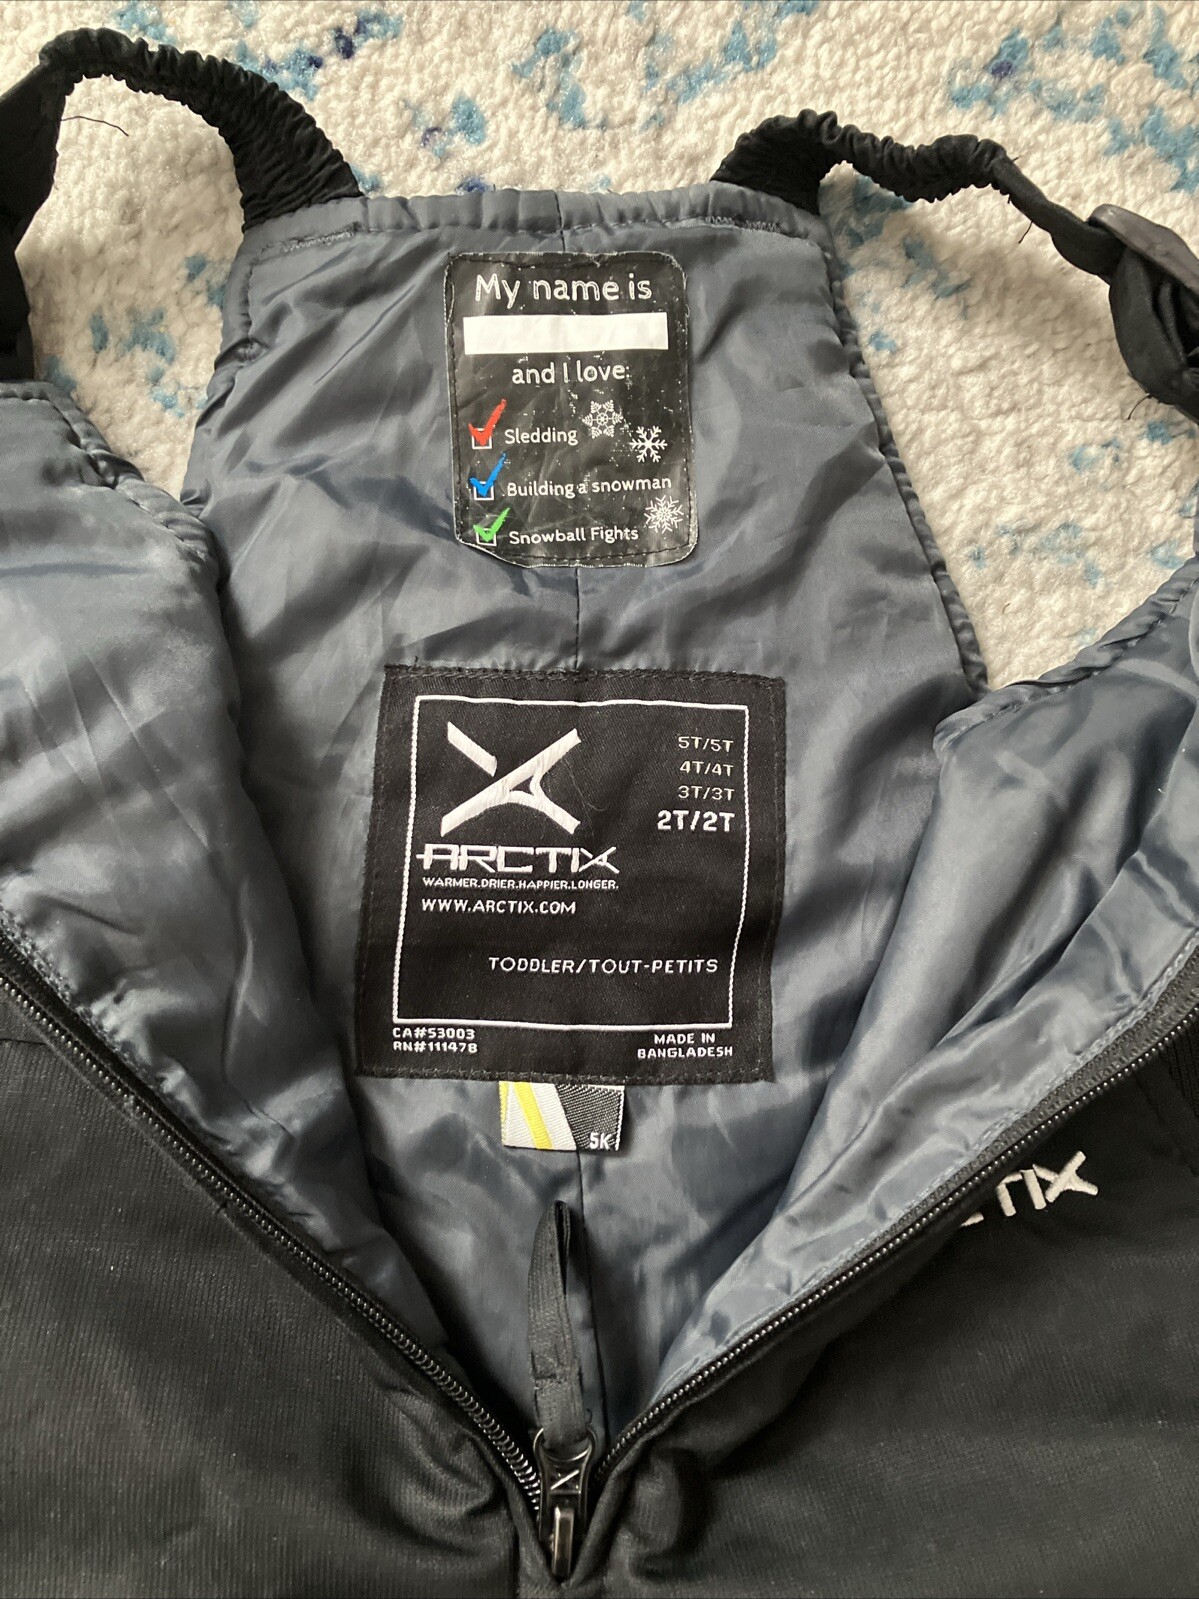 My name is
and I love:
Sledding
Building a snowman
Snowball Fights
5T/5T
4T/4T
3T/3T
2T/2T
ARCTIX
WARMER.DRIER.HAPPIER.LONGER.
WWW.ARCTIX.COM
TODDLER/TOUT-PETITS
CA#53003
RN#111478
MADE IN
BANGLADESH
5K
TIX